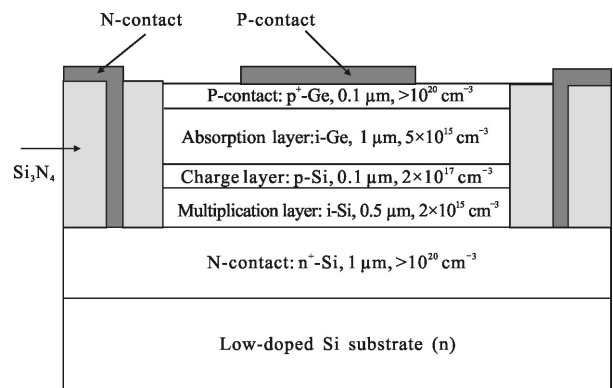 N-contact
P-contact
P-contact: p⁺-Ge, 0.1 μm, >10²⁰ cm⁻³
Absorption layer:i-Ge, 1 μm, 5×10¹⁵ cm⁻³
Si₃N₄
Charge layer: p-Si, 0.1 μm, 2×10¹⁷ cm⁻³
Multiplication layer: i-Si, 0.5 μm, 2×10¹⁵ cm⁻³
N-contact: n⁺-Si, 1 μm, >10²⁰ cm⁻³
Low-doped Si substrate (n)